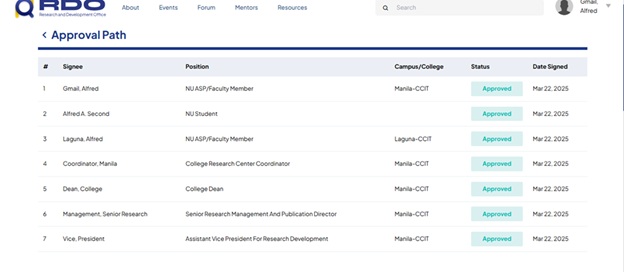 RDO
Research and Development Office
About Events Forum Mentors Resources
Search
Gmail,
Alfred
Approval Path
# Signee Position Campus/College Status Date Signed
1 Gmail, Alfred NU ASP/Faculty Member Manila-CCIT Approved Mar 22, 2025
2 Alfred A. Second NU Student Approved Mar 22, 2025
3 Laguna, Alfred NU ASP/Faculty Member Laguna-CCIT Approved Mar 22, 2025
4 Coordinator, Manila College Research Center Coordinator Manila-CCIT Approved Mar 22, 2025
5 Dean, College College Dean Manila-CCIT Approved Mar 22, 2025
6 Management, Senior Research Senior Research Management And Publication Director Manila-CCIT Approved Mar 22, 2025
7 Vice, President Assistant Vice President For Research Development Manila-CCIT Approved Mar 22, 2025